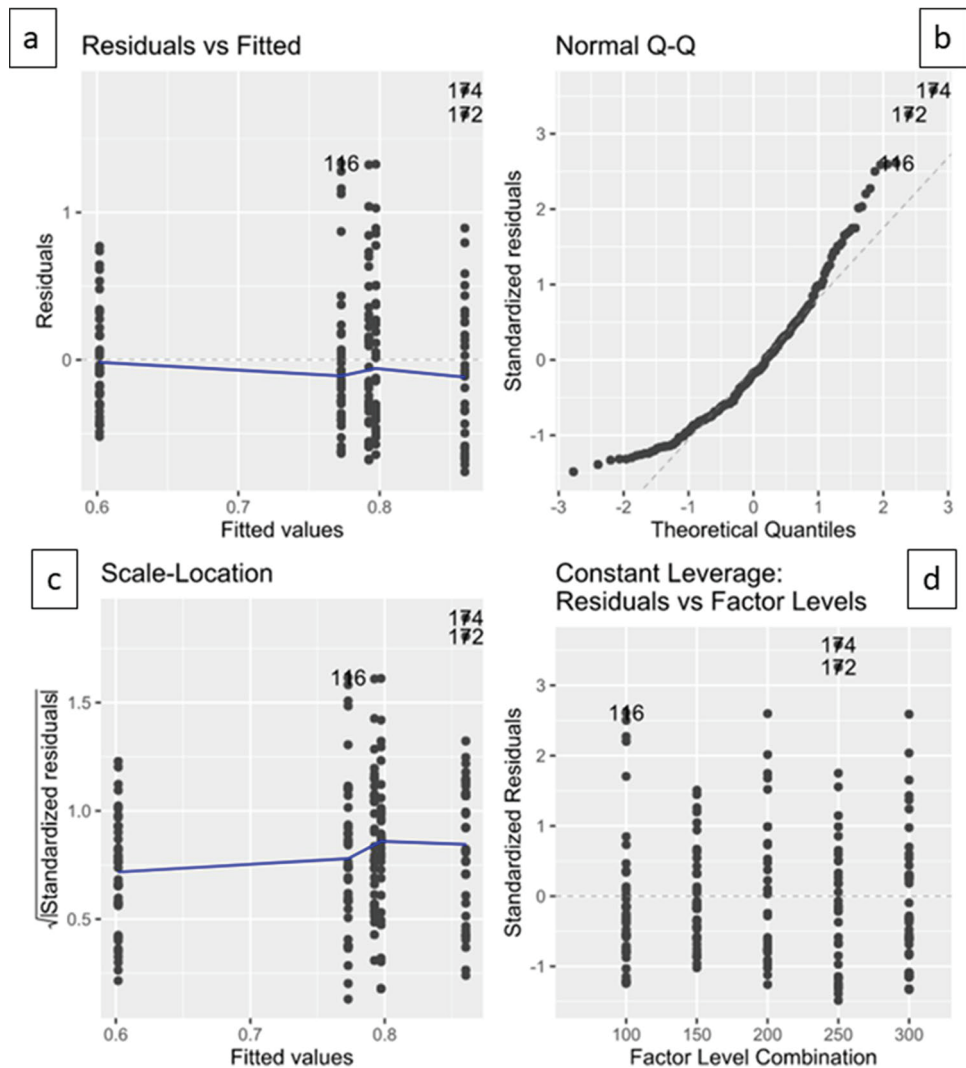 a
Residuals vs Fitted
174
172
116
1
0
Residuals
0.6
0.7
0.8
Fitted values
b
Normal Q-Q
174
172
116
3
2
1
0
-1
Standardized residuals
-3
-2
-1
0
1
2
3
Theoretical Quantiles
c
Scale-Location
174
172
116
1.5
1.0
0.5
√|Standardized residuals|
0.6
0.7
0.8
Fitted values
d
Constant Leverage:
Residuals vs Factor Levels
174
172
116
3
2
1
0
-1
Standardized Residuals
100
150
200
250
300
Factor Level Combination